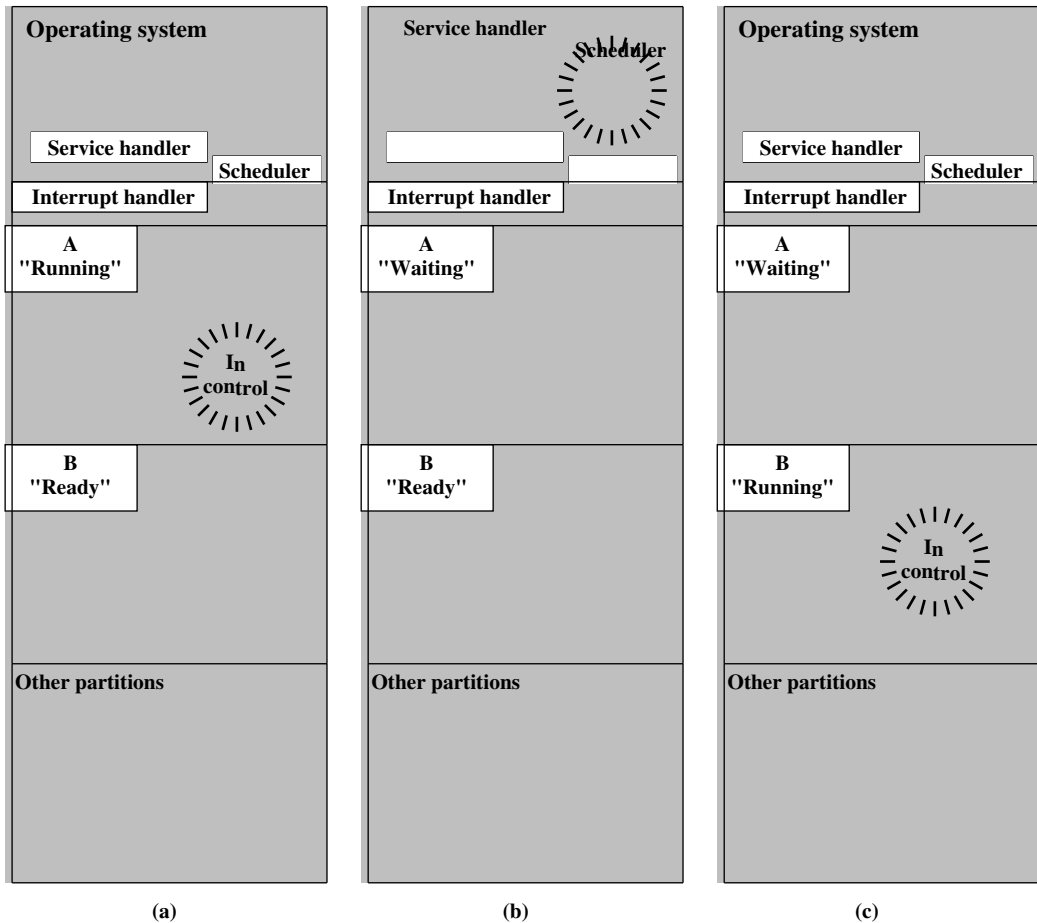 Operating system
Service handler
Scheduler
Interrupt handler
A
"Running"
In
control
B
"Ready"
Other partitions
(a)
Service handler
Scheduler
Interrupt handler
A
"Waiting"
B
"Ready"
Other partitions
(b)
Operating system
Service handler
Scheduler
Interrupt handler
A
"Waiting"
B
"Running"
In
control
Other partitions
(c)